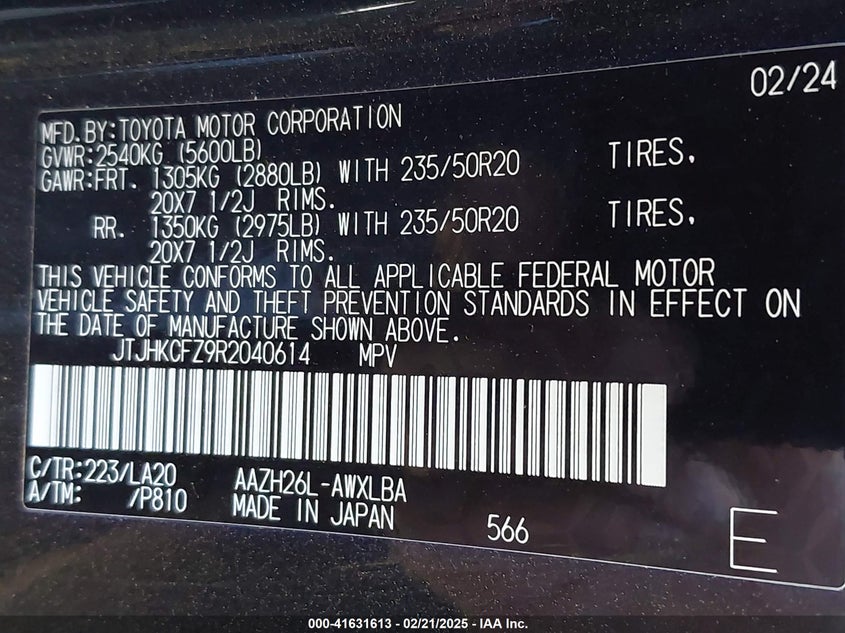 02/24
MFD.BY:TOYOTA MOTOR CORPORATION
GVWR:2540KG (5600LB)
GAWR:FRT. 1305KG (2880LB) WITH 235/50R20 TIRES.
20X7 1/2J RIMS.
RR. 1350KG (2975LB) WITH 235/50R20 TIRES.
20X7 1/2J RIMS.
THIS VEHICLE CONFORMS TO ALL APPLICABLE FEDERAL MOTOR
VEHICLE SAFETY AND THEFT PREVENTION STANDARDS IN EFFECT ON
THE DATE OF MANUFACTURE SHOWN ABOVE.
JTJHKCFZ9R2040614 MPV
C/TR:223/LA20 AAZH26L-AWXLBA
A/TM: /P810 MADE IN JAPAN
566
E
000-41631613 - 02/21/2025 - IAA Inc.